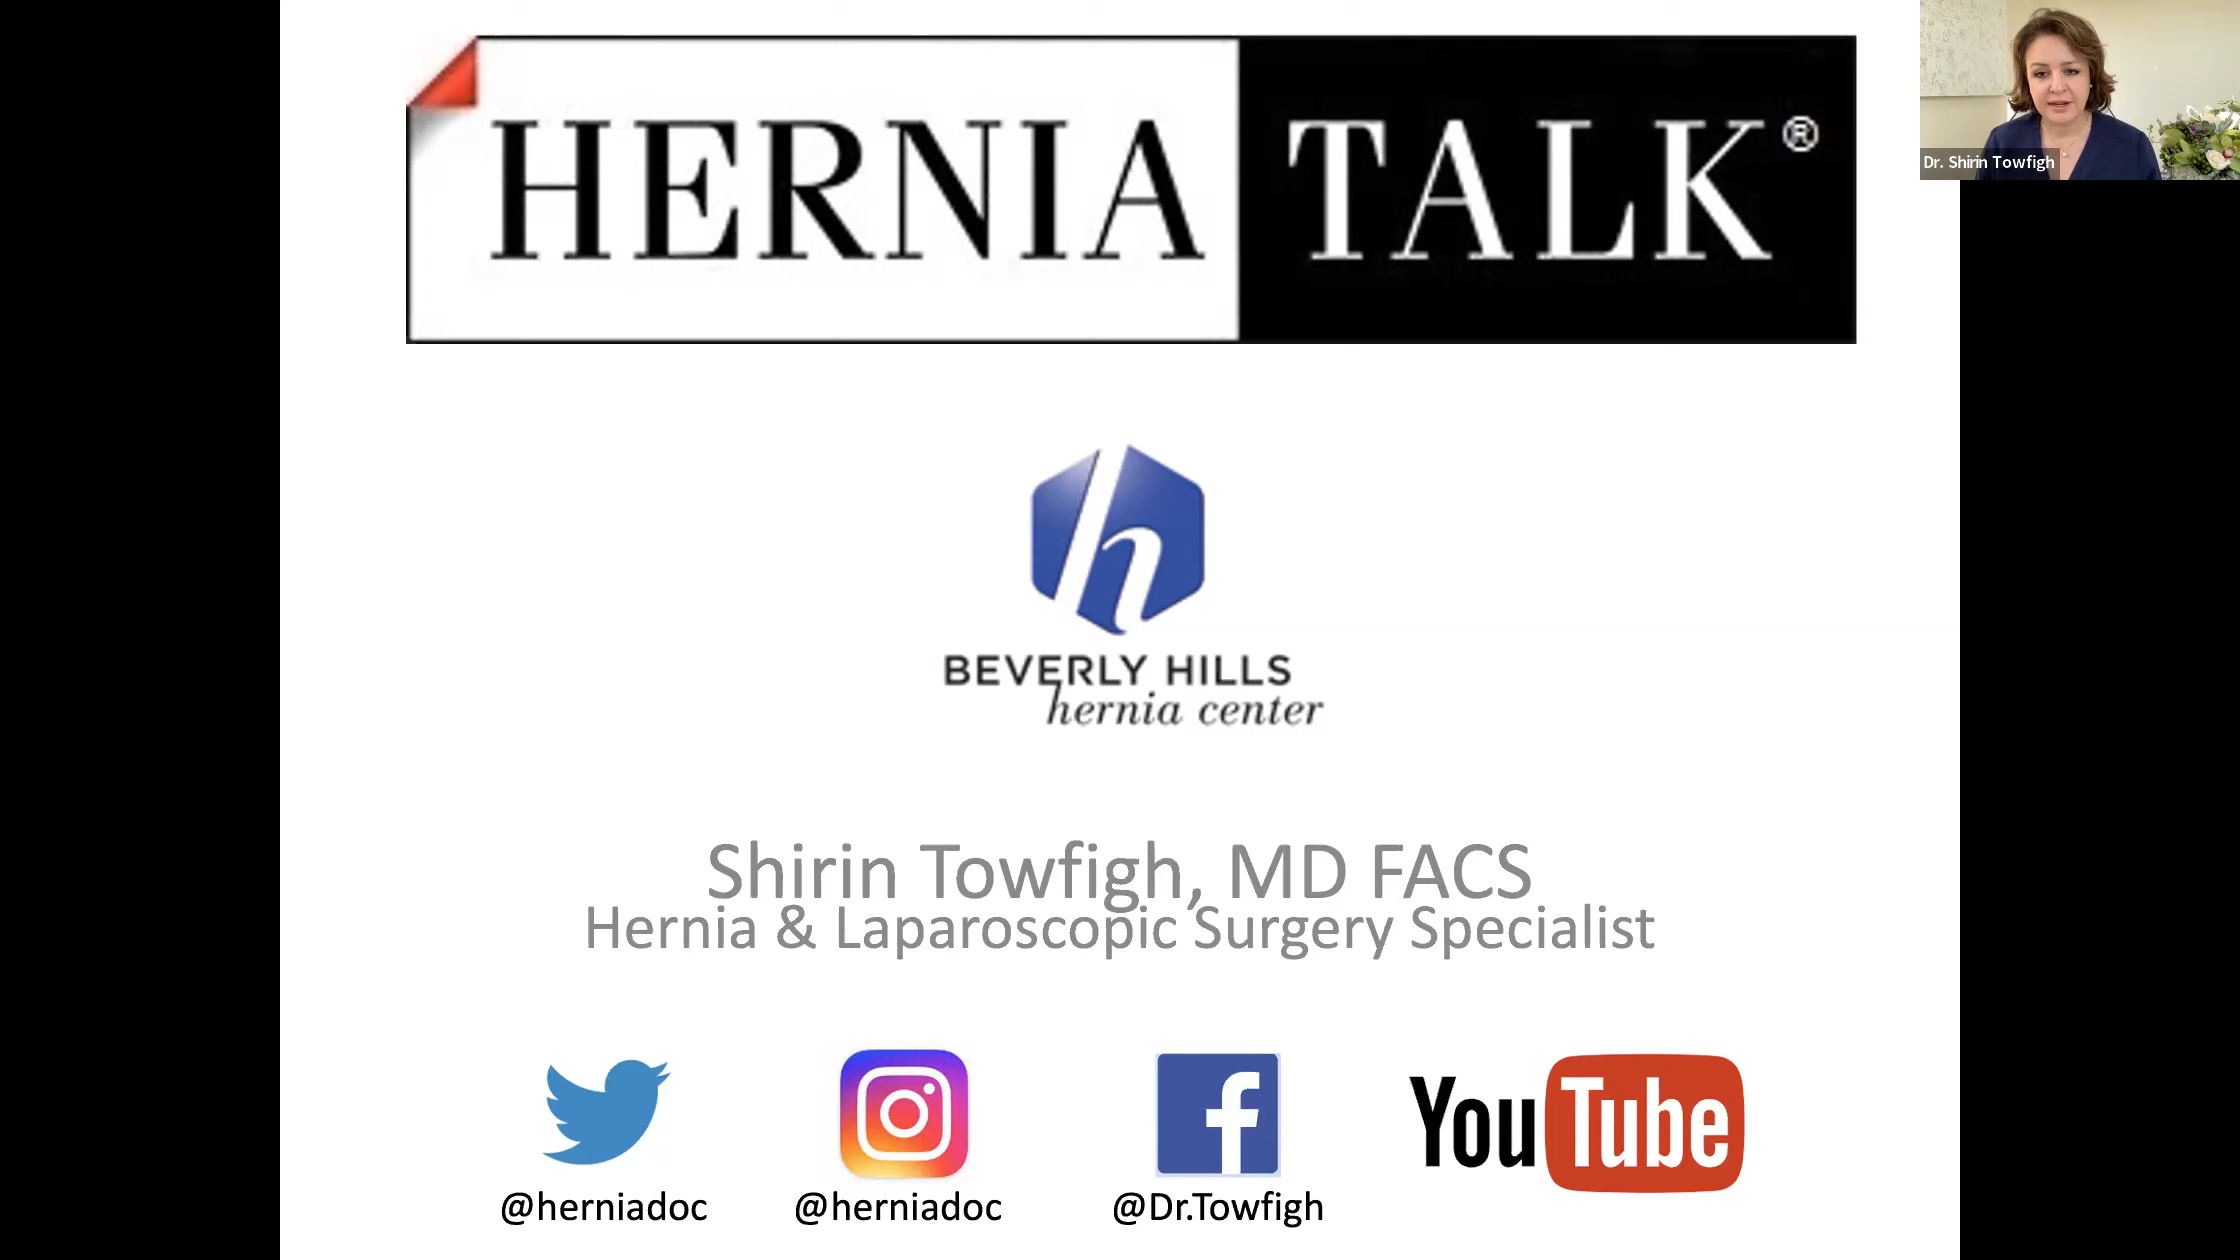 HERNIA TALK®
Dr. Shirin Towfigh
h
BEVERLY HILLS
hernia center
Shirin Towfigh, MD FACS
Hernia & Laparoscopic Surgery Specialist
f
YouTube
@herniadoc
@herniadoc
@Dr.Towfigh